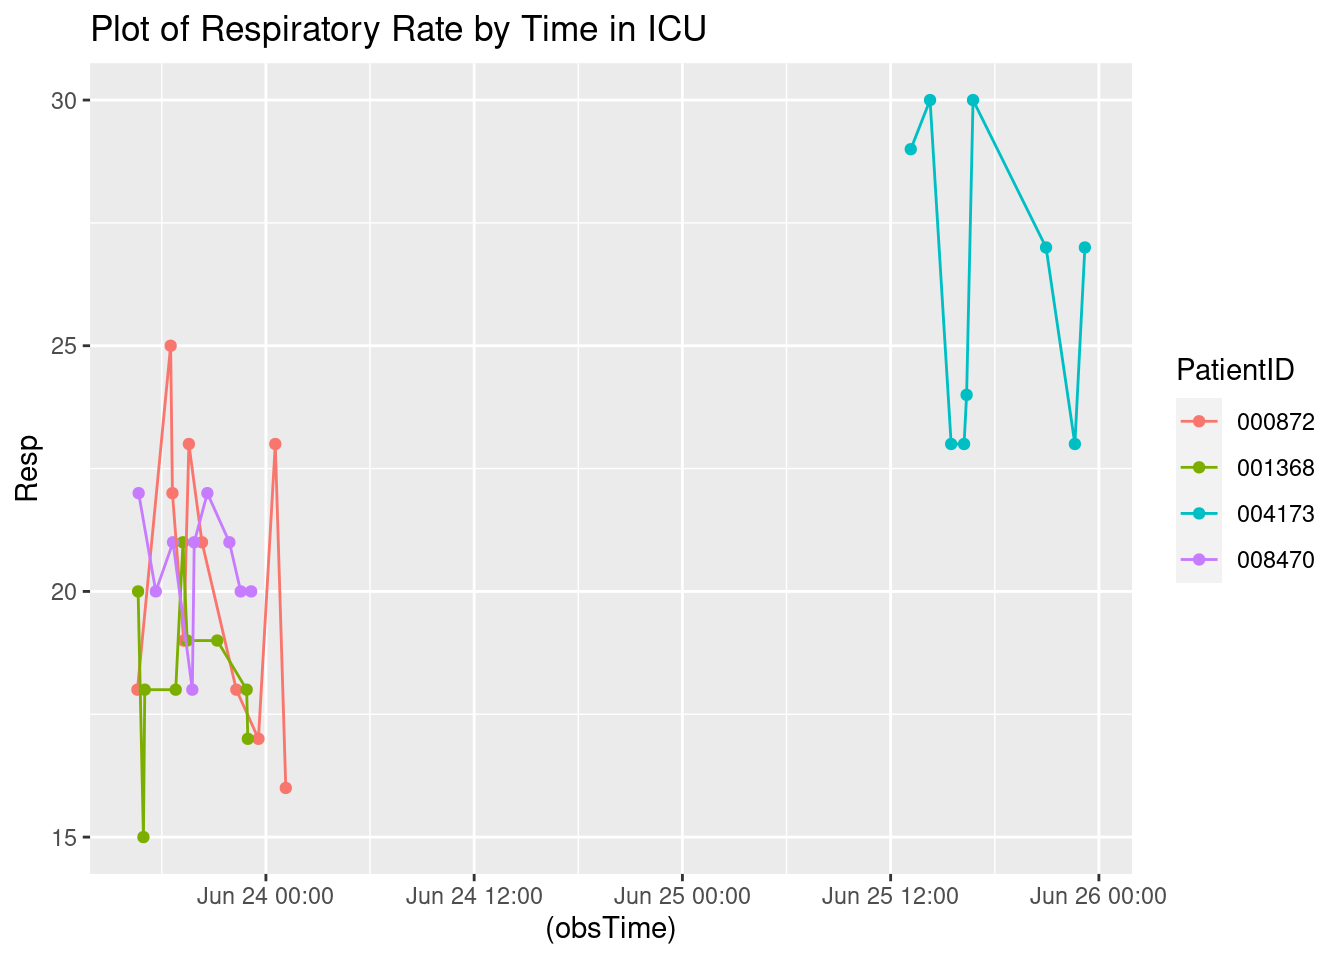 Plot of Respiratory Rate by Time in ICU
30
25
20
15
Resp
Jun 24 00:00
Jun 24 12:00
Jun 25 00:00
Jun 25 12:00
Jun 26 00:00
(obsTime)
PatientID
000872
001368
004173
008470